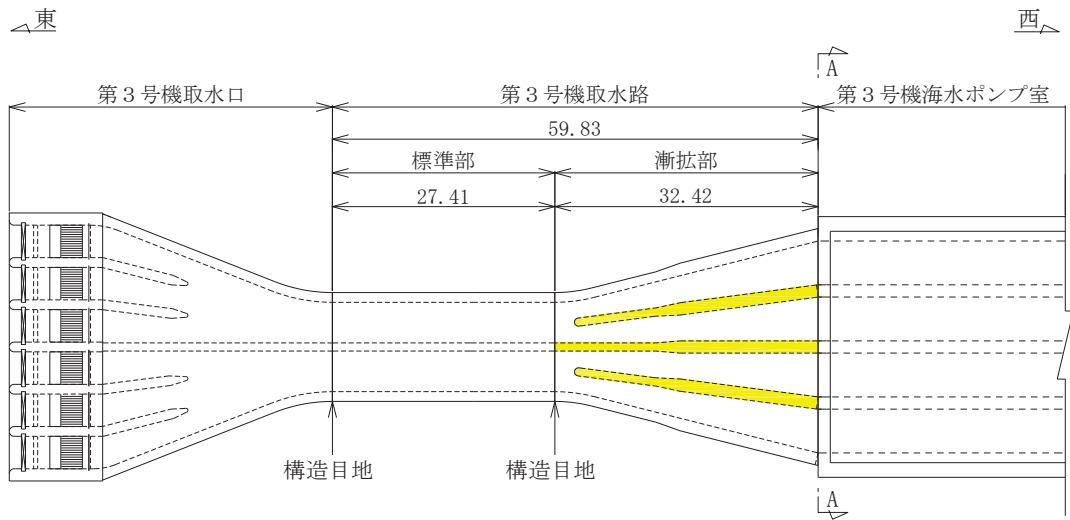 東
西
A
第3号機取水口
第3号機取水路
第3号機海水ポンプ室
59.83
標準部
漸拡部
27.41
32.42
構造目地
構造目地
A